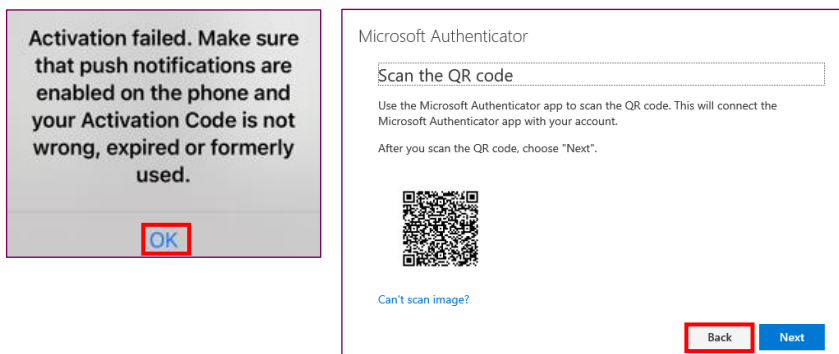 Activation failed. Make sure
that push notifications are
enabled on the phone and
your Activation Code is not
wrong, expired or formerly
used.
OK
Microsoft Authenticator
Scan the QR code
Use the Microsoft Authenticator app to scan the QR code. This will connect the
Microsoft Authenticator app with your account.
After you scan the QR code, choose "Next".
Can't scan image?
Back
Next